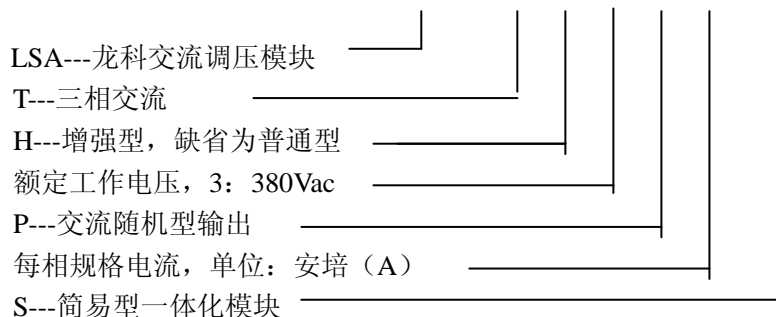 LSA---龙科交流调压模块
T---三相交流
H---增强型，缺省为普通型
额定工作电压，3：380Vac
P---交流随机型输出
每相规格电流，单位：安培（A）
S---简易型一体化模块